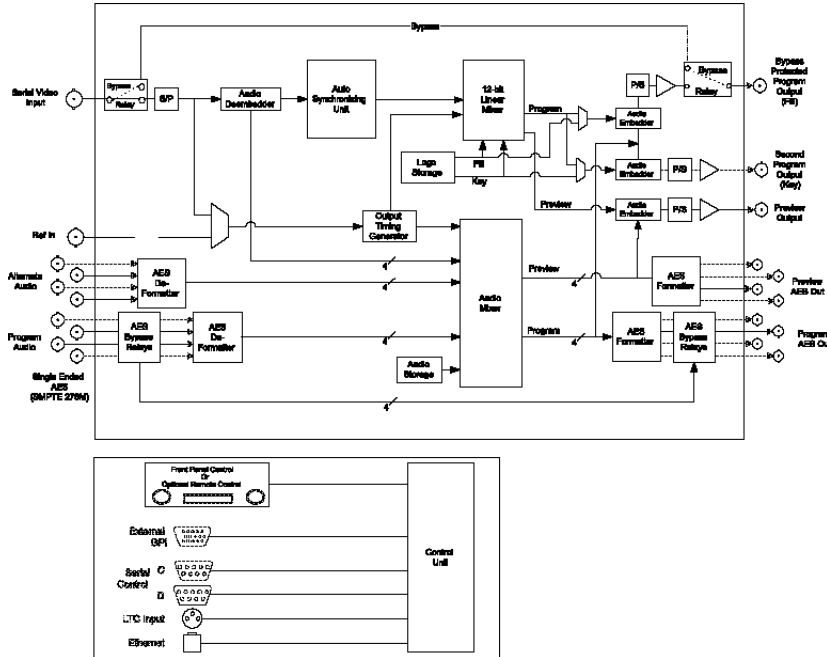 Bypass
Serial Video
Input
Bypass
Relay
S/P
Audio
Deembedder
Auto
Synchronizing
Unit
12-bit
Linear
Mixer
Program
P/S
Bypass
Relay
Bypass
Protected
Program
Output
(Fill)
Audio
Embedder
Logo
Storage
Fill
Key
Audio
Embedder
P/S
Second
Program
Output
(Key)
Preview
Audio
Embedder
P/S
Preview
Output
Ref In
Output
Timing
Generator
4
Alternate
Audio
AES
De-
Formatter
4
Audio
Mixer
Preview
4
AES
Formatter
Preview
AES Out
Program
Audio
AES
Bypass
Relays
AES
De-
Formatter
4
Program
4
AES
Formatter
AES
Bypass
Relays
Program
AES Out
Single Ended
AES
(SMPTE 276M)
Audio
Storage
4
Front Panel Control
Or
Optional Remote Control
External
GPI
Serial
Control
C
D
LTC Input
Ethernet
Control
Unit